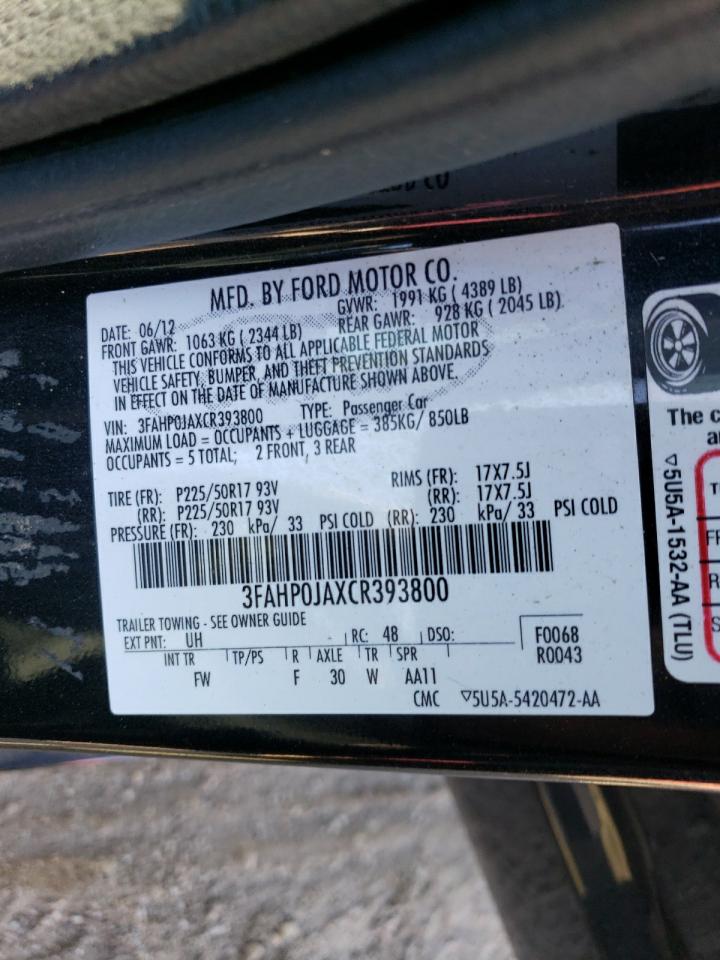 MFD. BY FORD MOTOR CO.
DATE: 06/12 GVWR: 1991 KG ( 4389 LB)
FRONT GAWR: 1063 KG ( 2344 LB) REAR GAWR: 928 KG ( 2045 LB)
THIS VEHICLE CONFORMS TO ALL APPLICABLE FEDERAL MOTOR
VEHICLE SAFETY, BUMPER, AND THEFT PREVENTION STANDARDS
IN EFFECT ON THE DATE OF MANUFACTURE SHOWN ABOVE.
VIN: 3FAHP0JAXCR393800 TYPE: Passenger Car
MAXIMUM LOAD = OCCUPANTS + LUGGAGE = 385KG/ 850LB
OCCUPANTS = 5 TOTAL; 2 FRONT, 3 REAR
TIRE (FR): P225/50R17 93V RIMS (FR): 17X7.5J
(RR): P225/50R17 93V (RR): 17X7.5J
PRESSURE (FR): 230 kPa/ 33 PSI COLD (RR): 230 kPa/ 33 PSI COLD
3FAHP0JAXCR393800
TRAILER TOWING - SEE OWNER GUIDE
EXT PNT: UH RC: 48 DSO: F0068
R0043
INT TR TP/PS R AXLE TR SPR
FW F 30 W AA11
CMC ▽5U5A-5420472-AA
▽5U5A-1532-AA (TLU)
The c